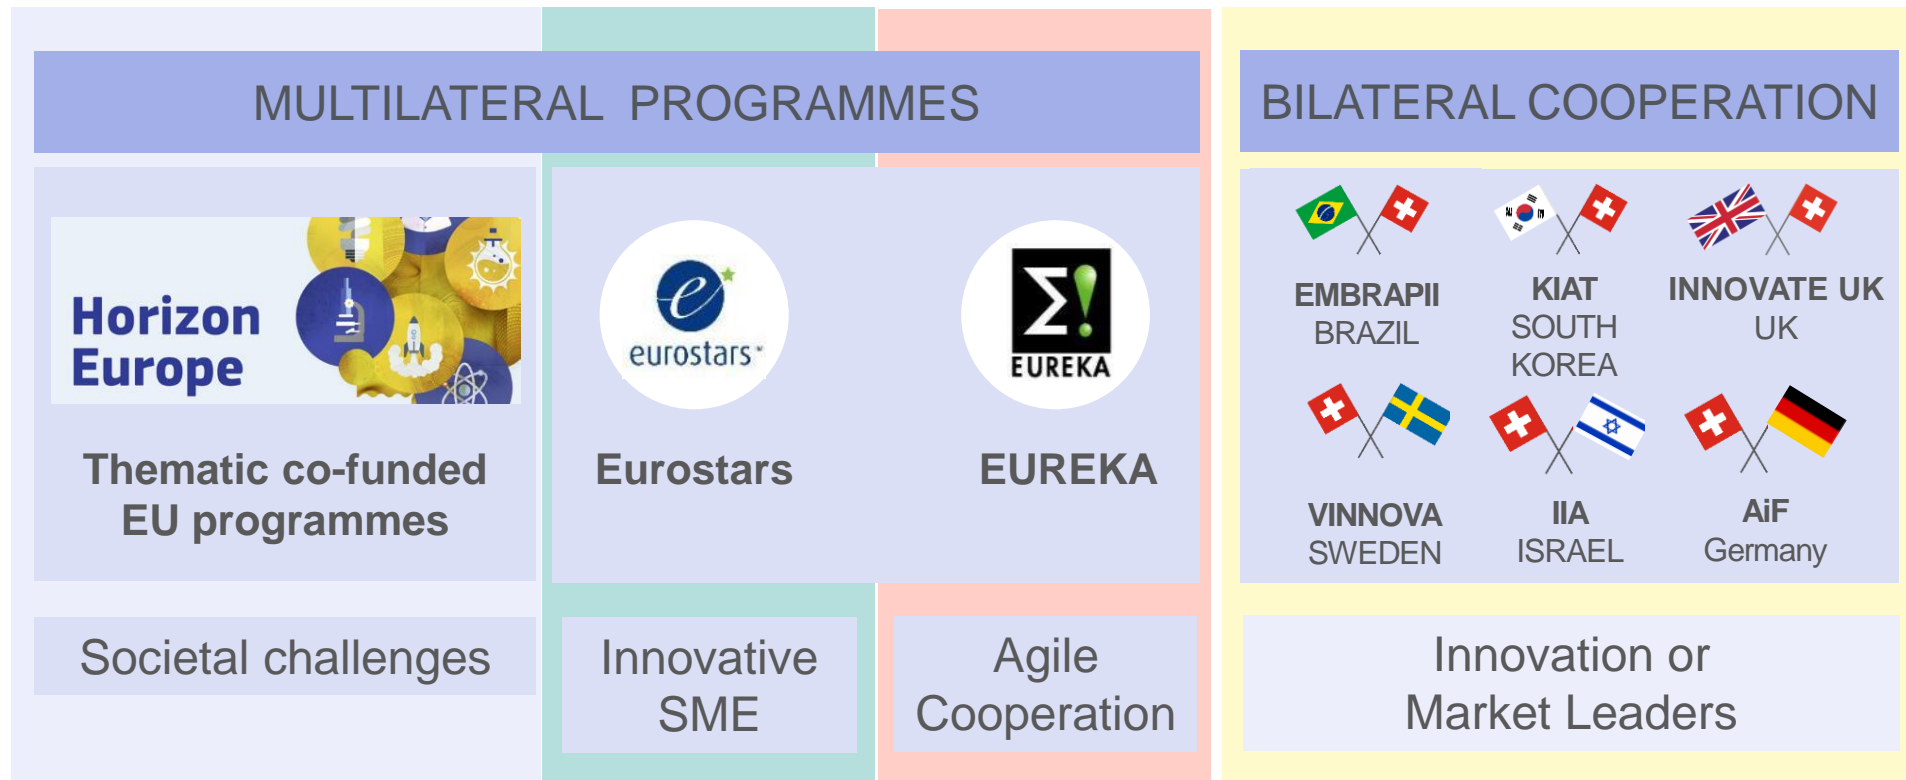 MULTILATERAL PROGRAMMES
Horizon
Europe
Thematic co-funded
EU programmes
Societal challenges
eurostars™
Eurostars
Innovative
SME
EUREKA
EUREKA
Agile
Cooperation
BILATERAL COOPERATION
EMBRAPII
BRAZIL
KIAT
SOUTH
KOREA
INNOVATE UK
UK
VINNOVA
SWEDEN
IIA
ISRAEL
AiF
Germany
Innovation or
Market Leaders